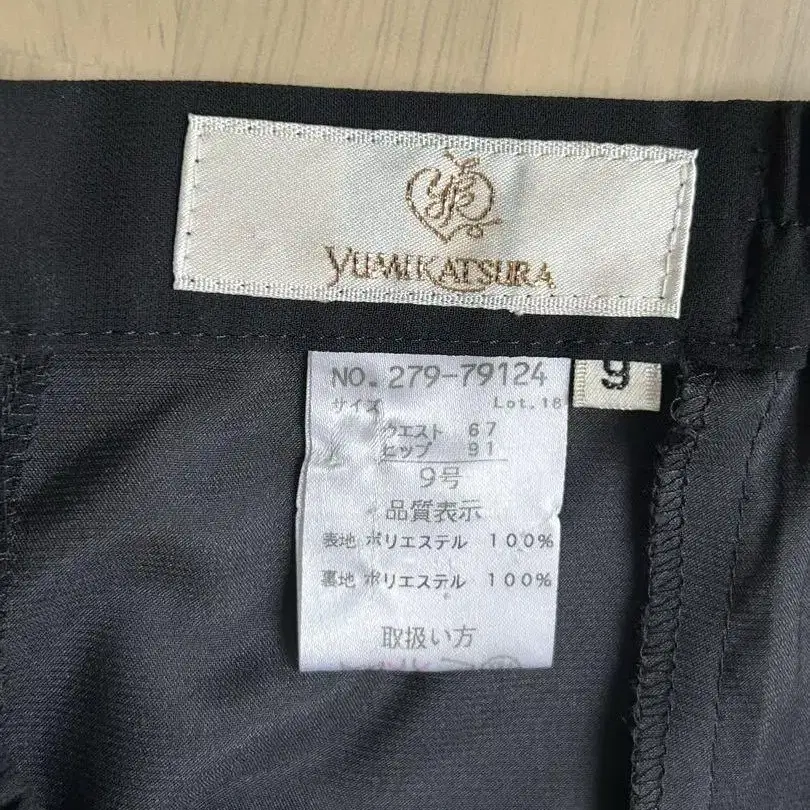 YB
YUMIKATSURA
9
NO. 279-79124
サイズ Lot.18
ウエスト 67
ヒップ 91
9号
品質表示
表地 ポリエステル 100%
裏地 ポリエステル 100%
取扱い方